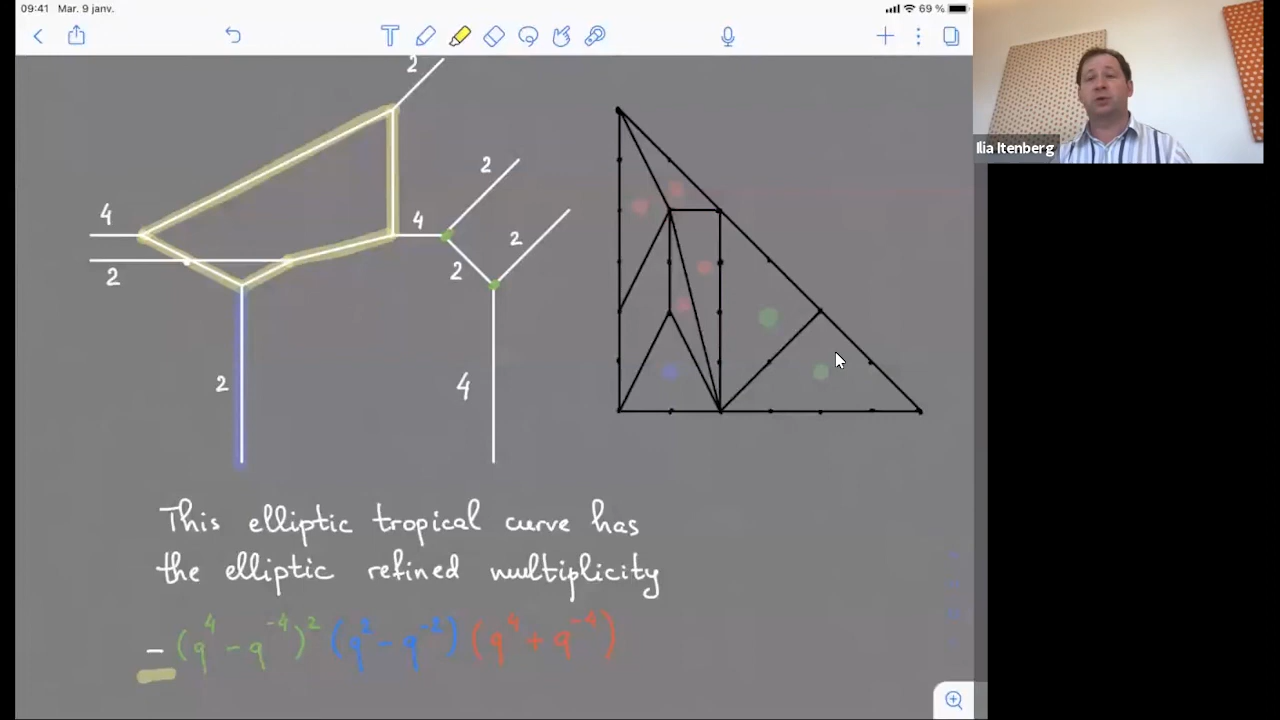 09:41 Mar. 9 janv.
69 %
T
Ilia Itenberg
2
2
4
4
2
2
2
2
4
This elliptic tropical curve has
the elliptic refined multiplicity
- (q⁴ - q⁻⁴)² (q² - q⁻²) (q⁴ + q⁻⁴)